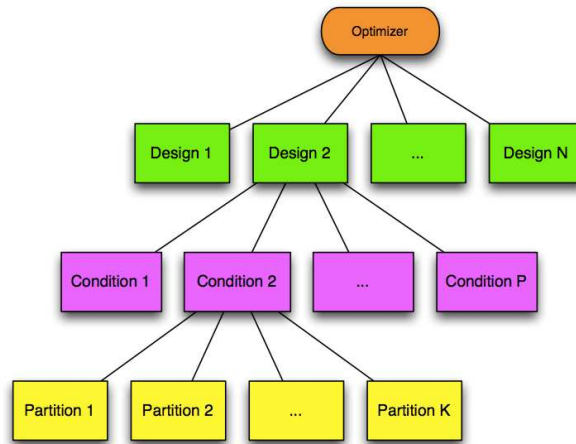 Optimizer
Design 1
Design 2
...
Design N
Condition 1
Condition 2
...
Condition P
Partition 1
Partition 2
...
Partition K